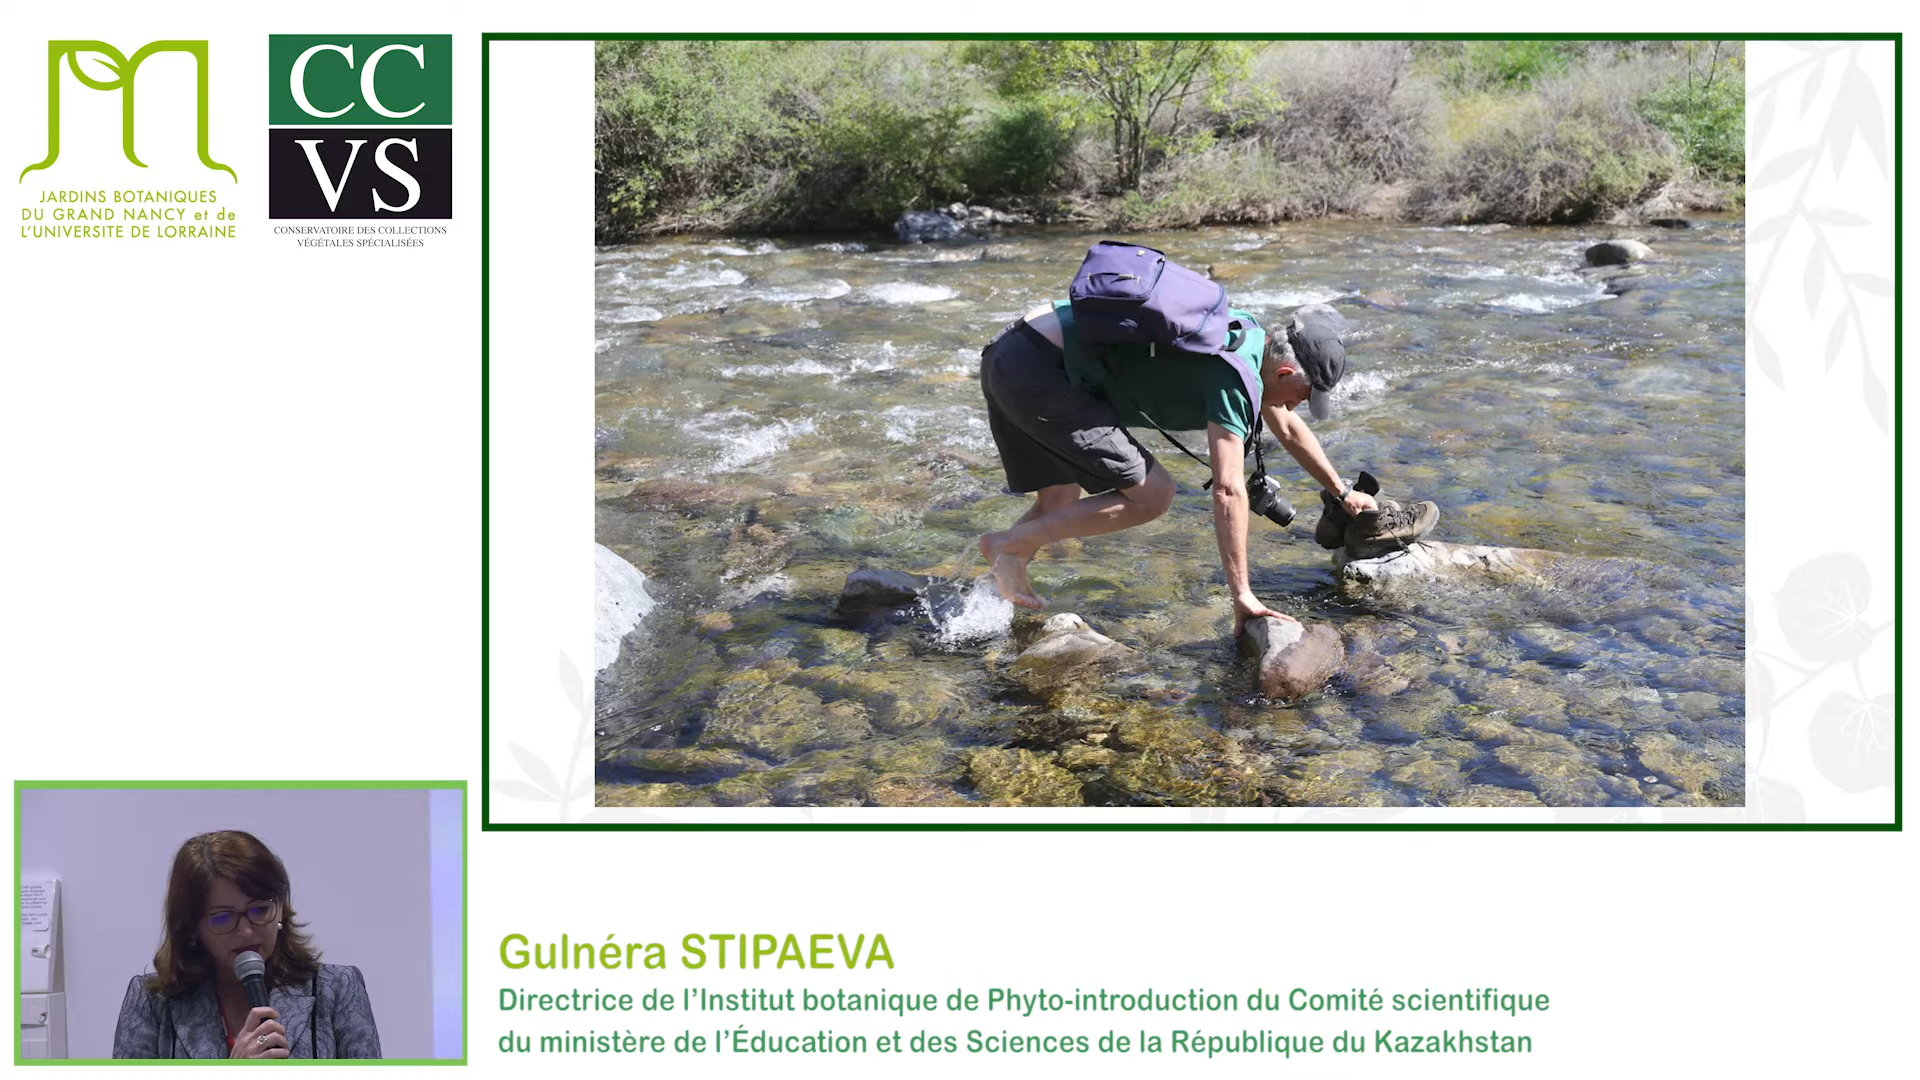 JARDINS BOTANIQUES
DU GRAND NANCY et de
L'UNIVERSITE DE LORRAINE
CC
VS
CONSERVATOIRE DES COLLECTIONS
VÉGÉTALES SPÉCIALISÉES
Gulnéra STIPAEVA
Directrice de l'Institut botanique de Phyto-introduction du Comité scientifique
du ministère de l'Éducation et des Sciences de la République du Kazakhstan